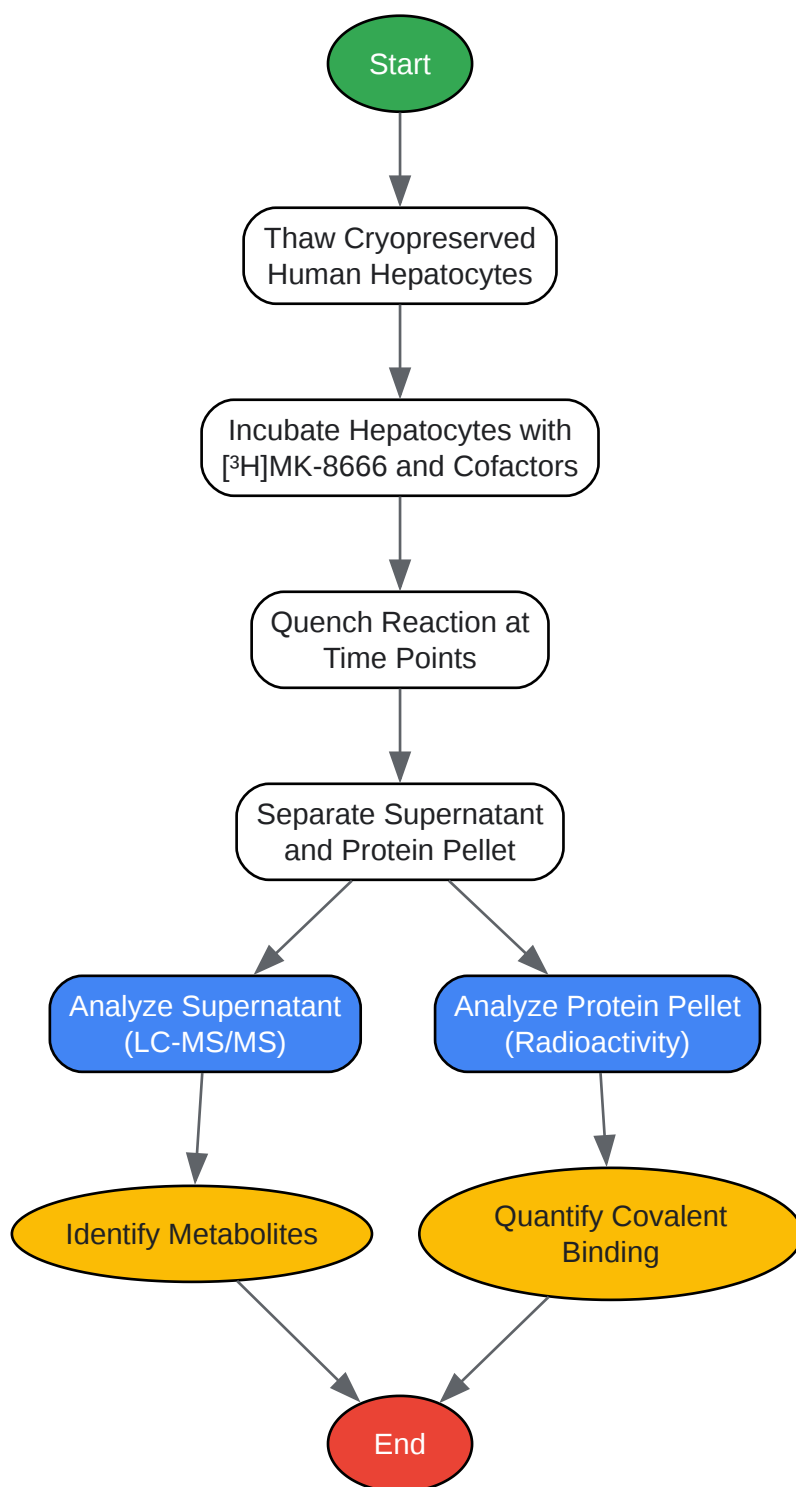 Start
Thaw Cryopreserved
Human Hepatocytes
Incubate Hepatocytes with
[³H]MK-8666 and Cofactors
Quench Reaction at
Time Points
Separate Supernatant
and Protein Pellet
Analyze Supernatant
(LC-MS/MS)
Analyze Protein Pellet
(Radioactivity)
Identify Metabolites
Quantify Covalent
Binding
End